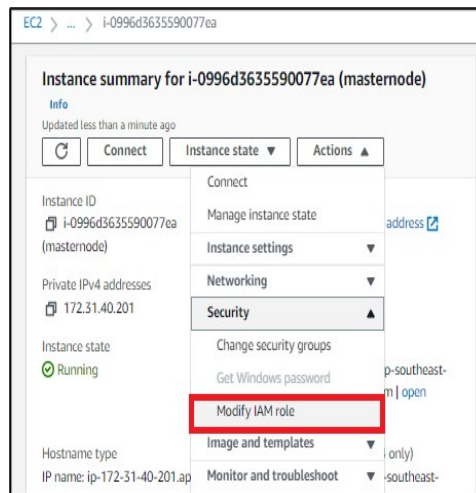 EC2 > ... > i-0996d3635590077ea
Instance summary for i-0996d3635590077ea (masternode)
Info
Updated less than a minute ago
Connect Instance state ▼ Actions ▲
Instance ID
i-0996d3635590077ea
(masternode)
Private IPv4 addresses
172.31.40.201
Instance state
Running
Hostname type
IP name: ip-172-31-40-201.ap
Connect
Manage instance state
Instance settings ▼
Networking ▼
Security ▲
Change security groups
Get Windows password
Modify IAM role
Image and templates ▼
Monitor and troubleshoot ▼
address
p-southeast-
m | open
only)
-southeast-